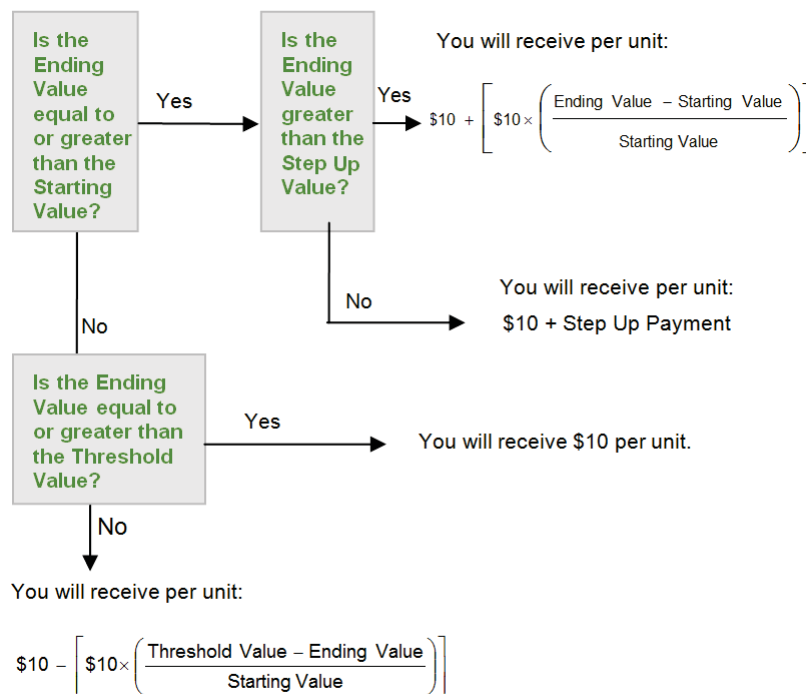 Is the
Ending
Value
equal to
or greater
than the
Starting
Value?
Yes
Is the
Ending
Value
greater
than the
Step Up
Value?
Yes
You will receive per unit:
$10 + [ $10 × ( Ending Value – Starting Value
Starting Value ) ]
No
You will receive per unit:
$10 + Step Up Payment
No
Is the Ending
Value equal to
or greater than
the Threshold
Value?
Yes
You will receive $10 per unit.
No
You will receive per unit:
$10 – [ $10× ( Threshold Value – Ending Value
Starting Value ) ]